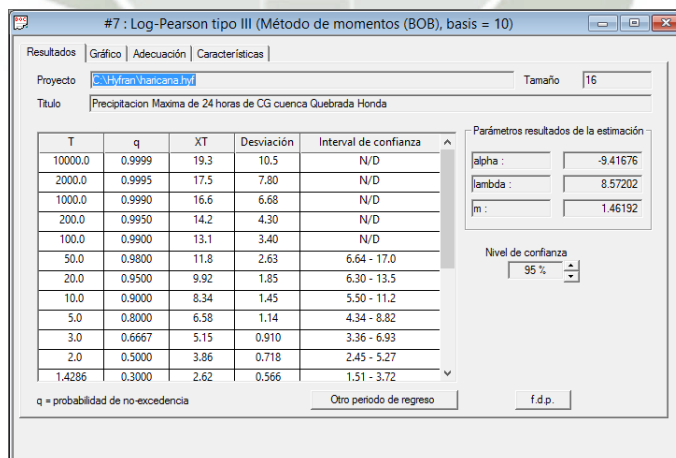 #7 : Log-Pearson tipo III (Método de momentos (BOB), basis = 10)
Resultados Gráfico Adecuación Características
Proyecto C:\Hyfran\haricana.hyf Tamaño 16
Titulo Precipitacion Maxima de 24 horas de CG cuenca Quebrada Honda
T q XT Desviación Interval de confianza
10000.0 0.9999 19.3 10.5 N/D
2000.0 0.9995 17.5 7.80 N/D
1000.0 0.9990 16.6 6.68 N/D
200.0 0.9950 14.2 4.30 N/D
100.0 0.9900 13.1 3.40 N/D
50.0 0.9800 11.8 2.63 6.64 - 17.0
20.0 0.9500 9.92 1.85 6.30 - 13.5
10.0 0.9000 8.34 1.45 5.50 - 11.2
5.0 0.8000 6.58 1.14 4.34 - 8.82
3.0 0.6667 5.15 0.910 3.36 - 6.93
2.0 0.5000 3.86 0.718 2.45 - 5.27
1.4286 0.3000 2.62 0.566 1.51 - 3.72
Parámetros resultados de la estimación
alpha : -9.41676
lambda : 8.57202
m : 1.46192
Nivel de confianza
95 %
q = probabilidad de no-excedencia
Otro periodo de regreso
f.d.p.